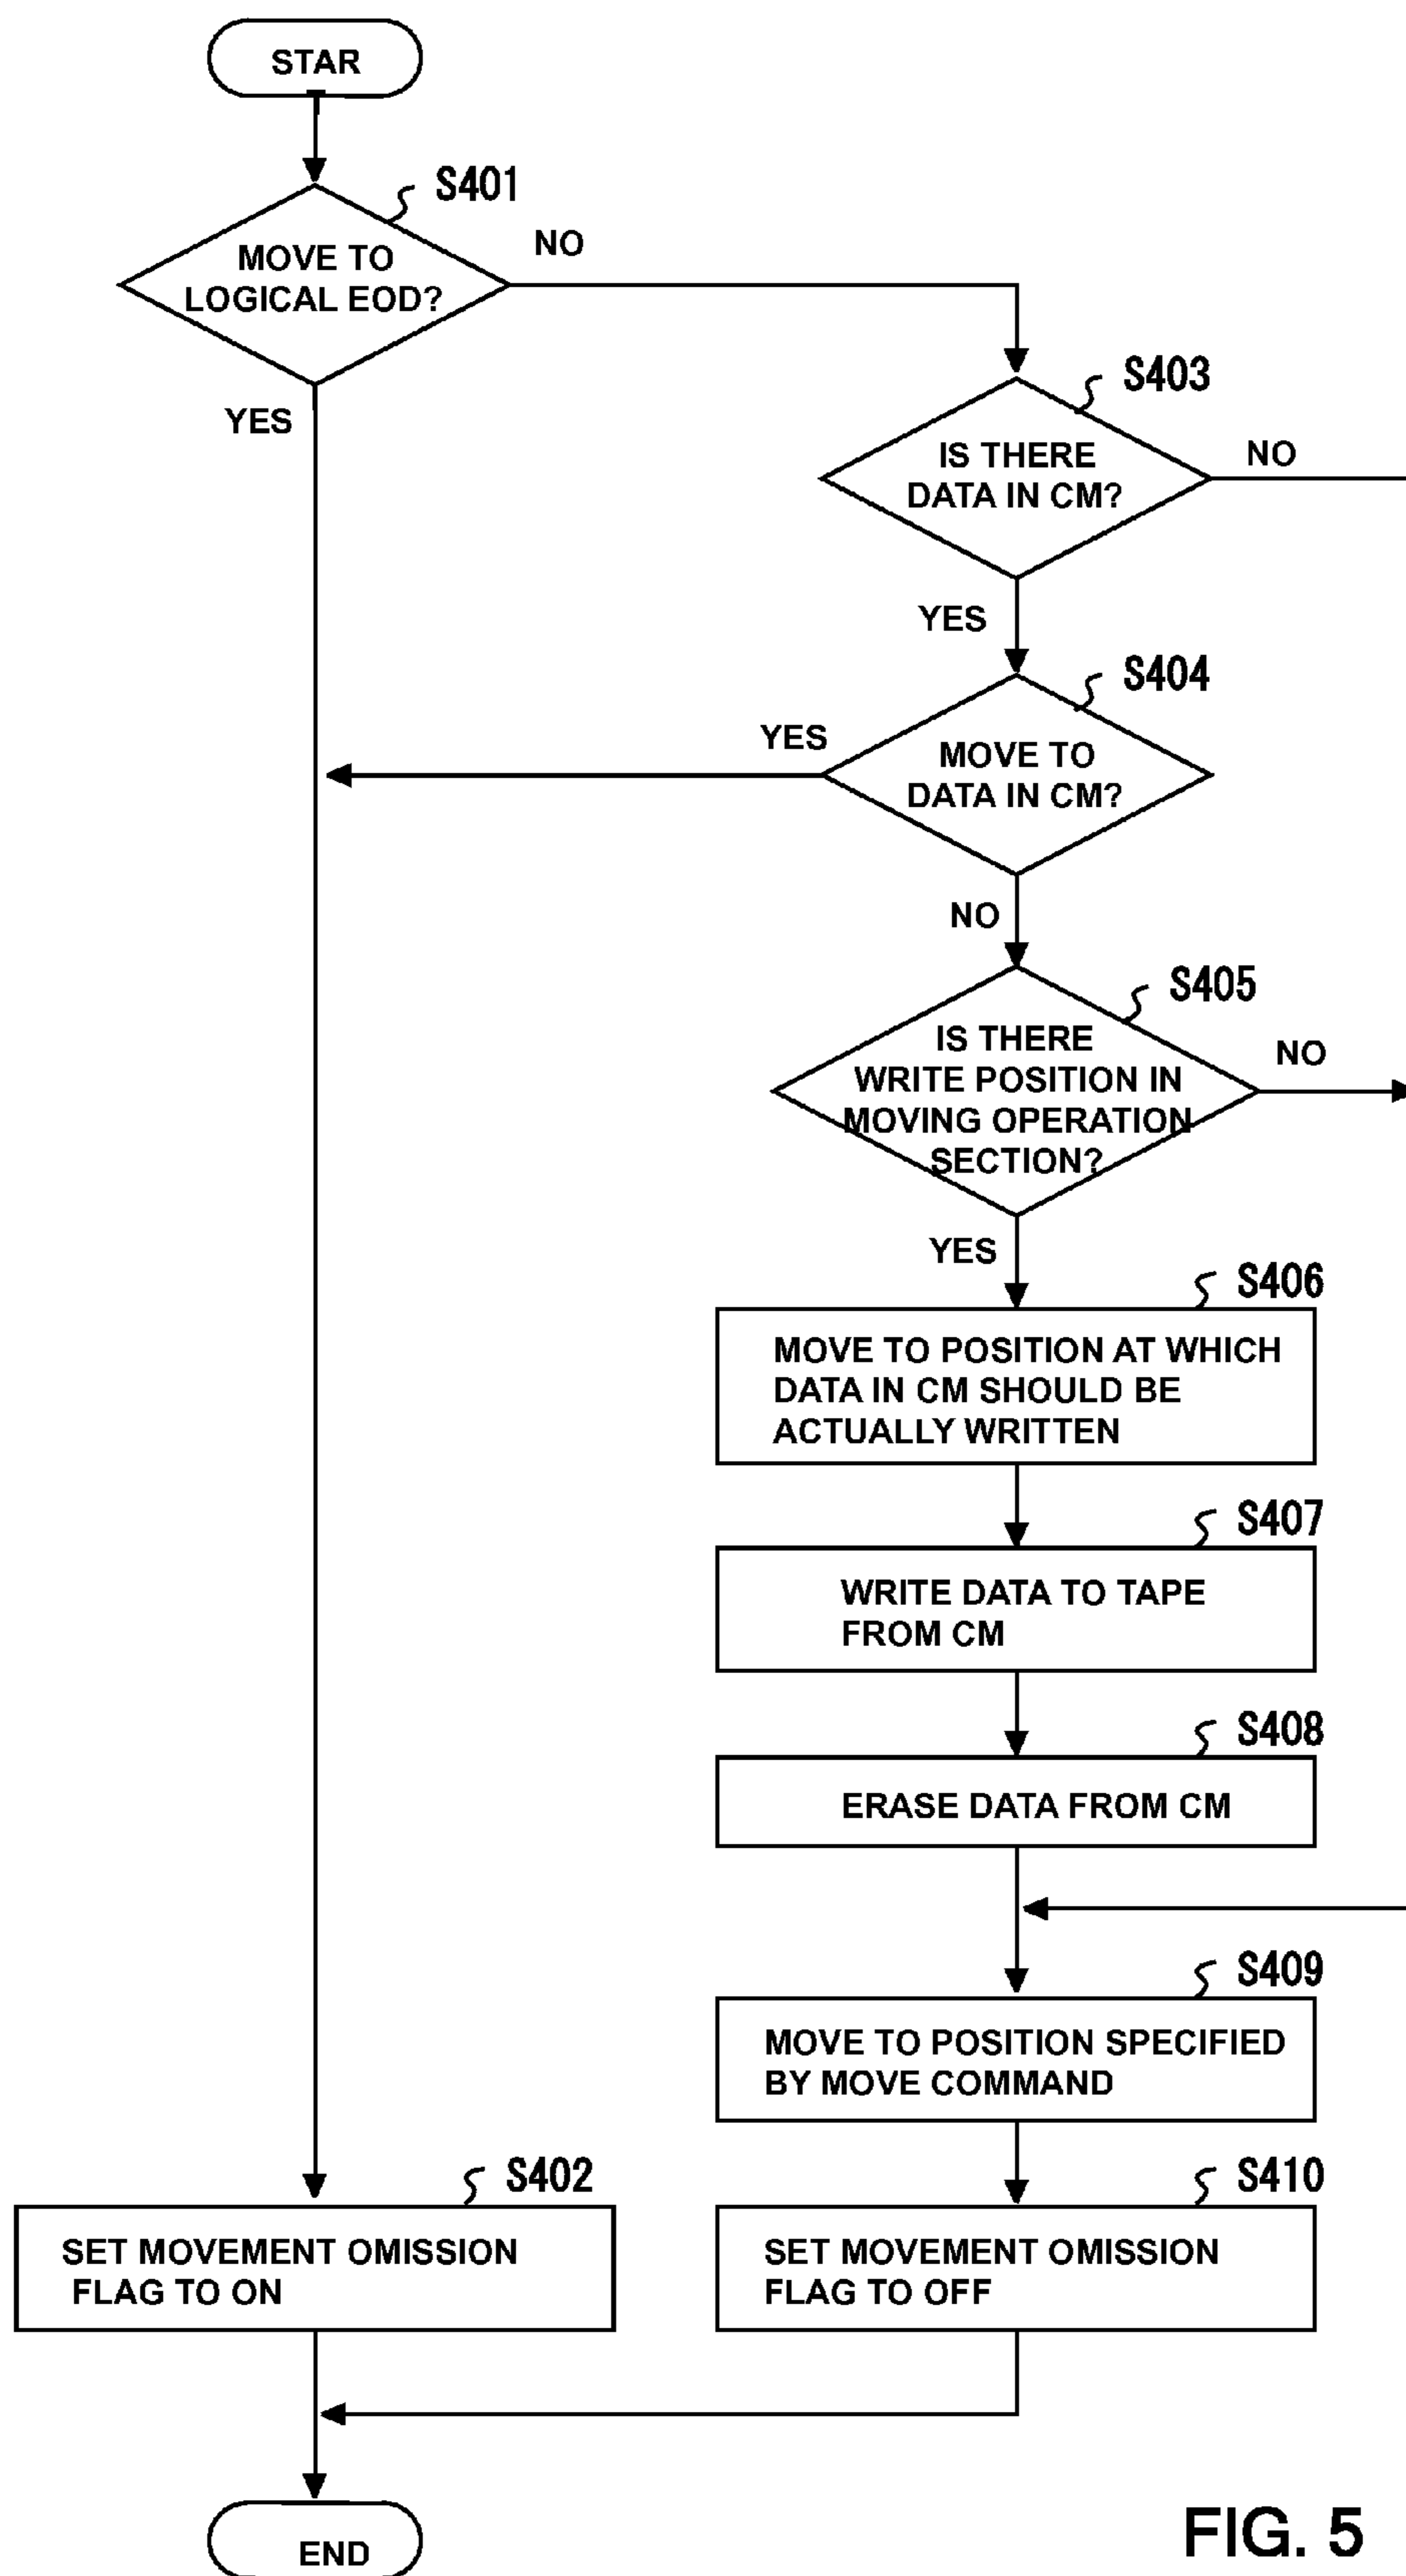 STAR
S401
MOVE TO
LOGICAL EOD?
NO
YES
S403
IS THERE
DATA IN CM?
NO
YES
S404
MOVE TO
DATA IN CM?
YES
NO
S405
IS THERE
WRITE POSITION IN
MOVING OPERATION
SECTION?
NO
YES
S406
MOVE TO POSITION AT WHICH
DATA IN CM SHOULD BE
ACTUALLY WRITTEN
S407
WRITE DATA TO TAPE
FROM CM
S408
ERASE DATA FROM CM
S409
MOVE TO POSITION SPECIFIED
BY MOVE COMMAND
S402
SET MOVEMENT OMISSION
FLAG TO ON
S410
SET MOVEMENT OMISSION
FLAG TO OFF
END
FIG. 5